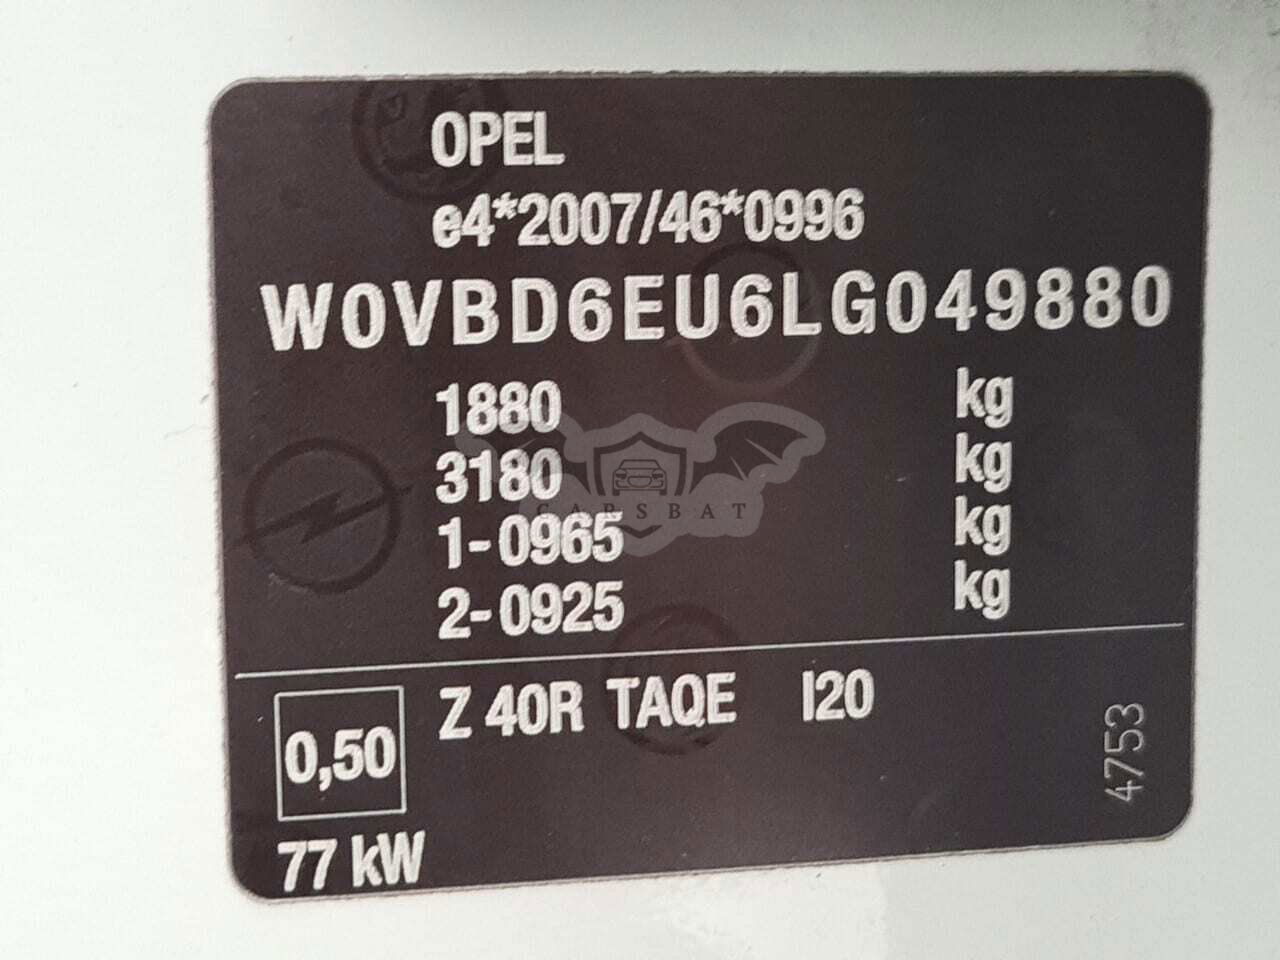 OPEL
e4*2007/46*0996
W0VBD6EU6LG049880
1880 kg
3180 kg
1-0965 kg
2-0925 kg
Z 40R TAQE I20
0,50
77 kW
4753
CARSBAT